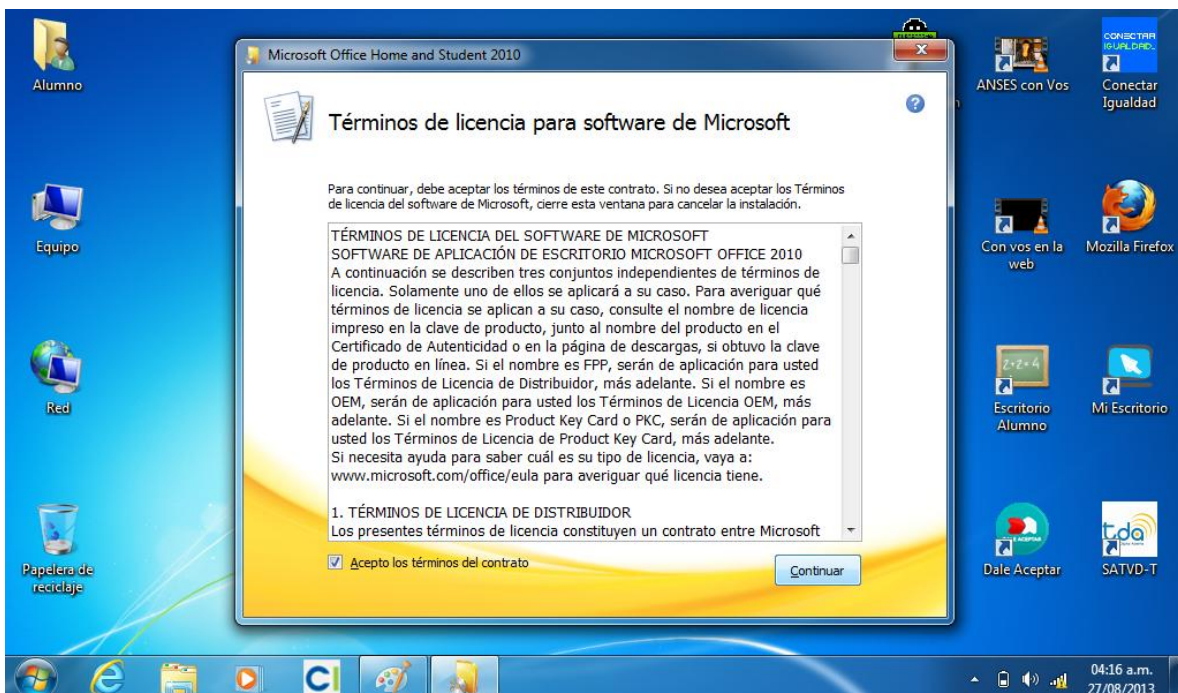 Microsoft Office Home and Student 2010
Términos de licencia para software de Microsoft
Para continuar, debe aceptar los términos de este contrato. Si no desea aceptar los Términos
de licencia del software de Microsoft, cierre esta ventana para cancelar la instalación.
TÉRMINOS DE LICENCIA DEL SOFTWARE DE MICROSOFT
SOFTWARE DE APLICACIÓN DE ESCRITORIO MICROSOFT OFFICE 2010
A continuación se describen tres conjuntos independientes de términos de
licencia. Solamente uno de ellos se aplicará a su caso. Para averiguar qué
términos de licencia se aplican a su caso, consulte el nombre de licencia
impreso en la clave de producto, junto al nombre del producto en el
Certificado de Autenticidad o en la página de descargas, si obtuvo la clave
de producto en línea. Si el nombre es FPP, serán de aplicación para usted
los Términos de Licencia de Distribuidor, más adelante. Si el nombre es
OEM, serán de aplicación para usted los Términos de Licencia OEM, más
adelante. Si el nombre es Product Key Card o PKC, serán de aplicación para
usted los Términos de Licencia de Product Key Card, más adelante.
Si necesita ayuda para saber cuál es su tipo de licencia, vaya a:
www.microsoft.com/office/eula para averiguar qué licencia tiene.
1. TÉRMINOS DE LICENCIA DE DISTRIBUIDOR
Los presentes términos de licencia constituyen un contrato entre Microsoft
Acepto los términos del contrato
Continuar
Alumno
Equipo
Red
Papelera de
reciclaje
ANSES con Vos
CONECTAR
IGUALDAD
Conectar
Igualdad
Con vos en la
web
Mozilla Firefox
2+2=4
Escritorio
Alumno
Mi Escritorio
DALE ACEPTAR
Dale Aceptar
tda
SATVD-T
CI
04:16 a.m.
27/08/2013